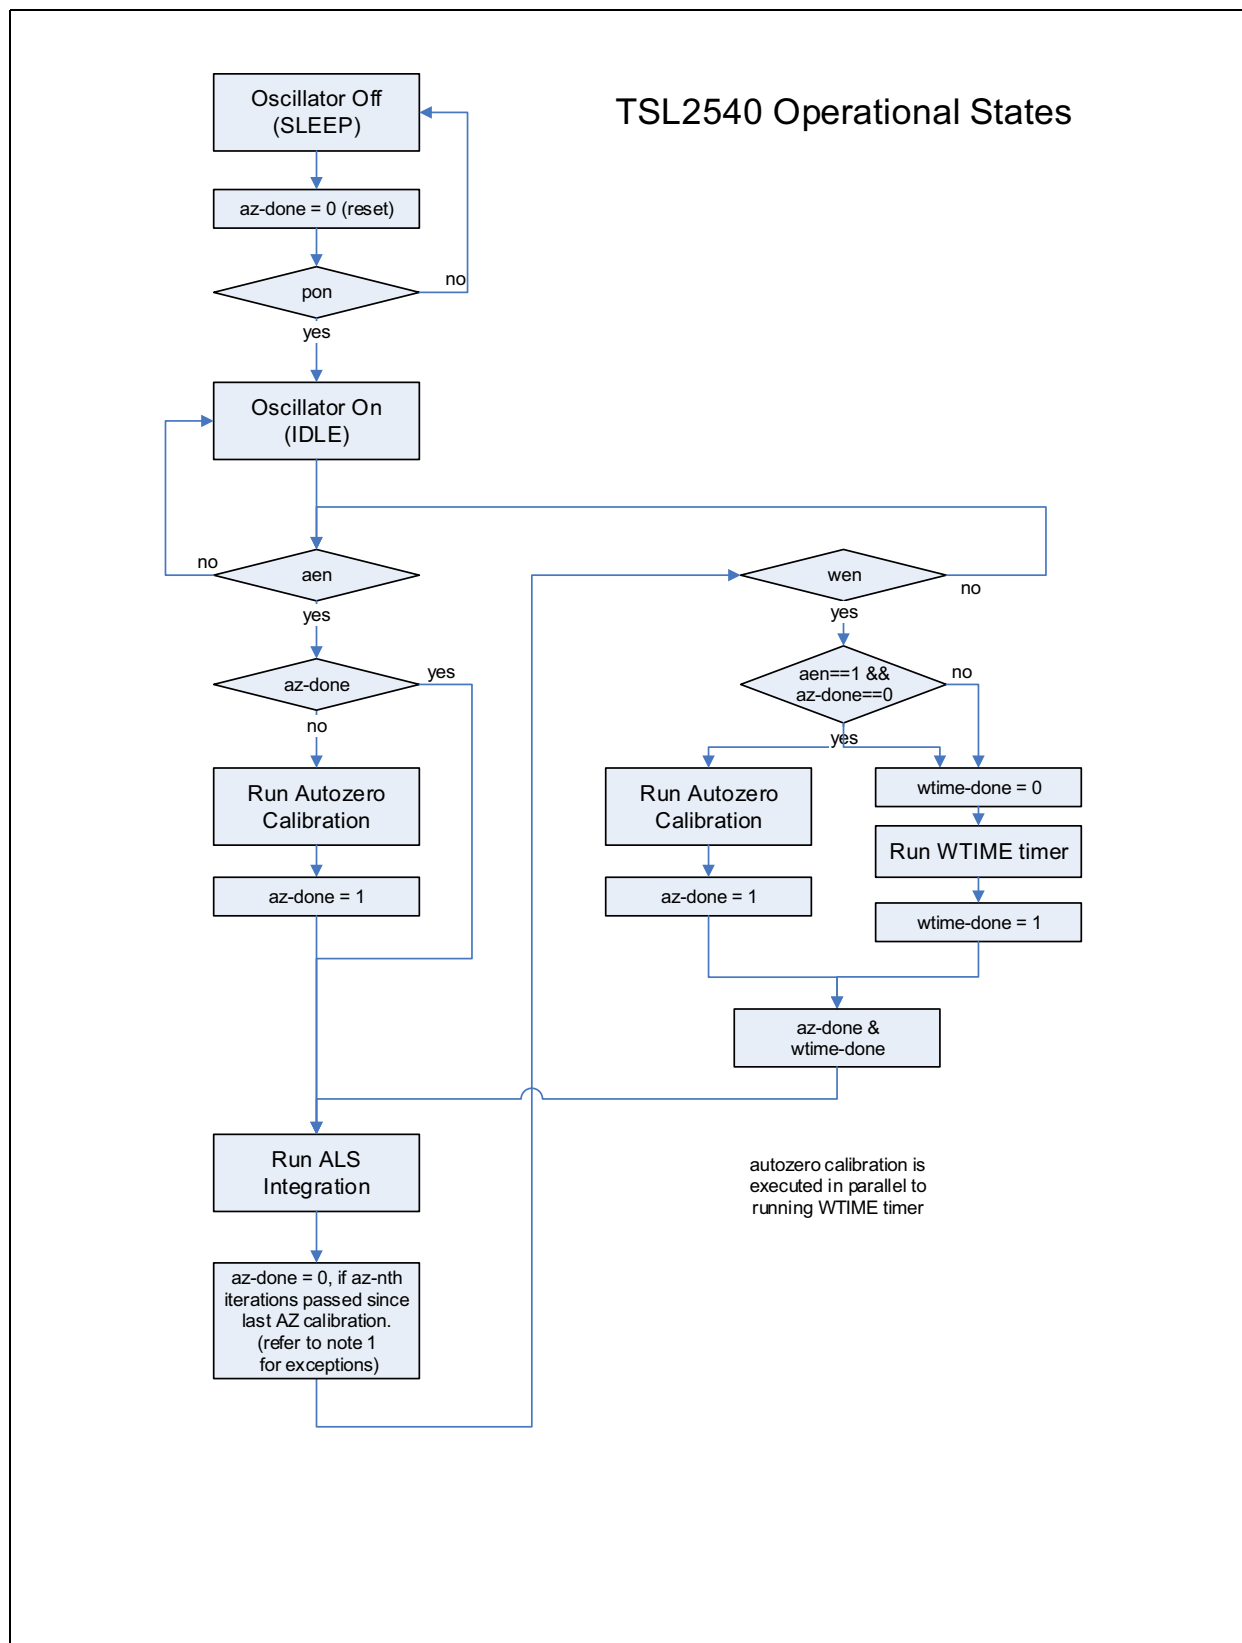 TSL2540 Operational States
Oscillator Off
(SLEEP)
az-done = 0 (reset)
pon
no
yes
Oscillator On
(IDLE)
no
aen
yes
az-done
yes
no
Run Autozero
Calibration
az-done = 1
wen
no
yes
aen==1 &&
az-done==0
no
yes
Run Autozero
Calibration
az-done = 1
wtime-done = 0
Run WTIME timer
wtime-done = 1
az-done &
wtime-done
Run ALS
Integration
az-done = 0, if az-nth
iterations passed since
last AZ calibration.
(refer to note 1
for exceptions)
autozero calibration is
executed in parallel to
running WTIME timer